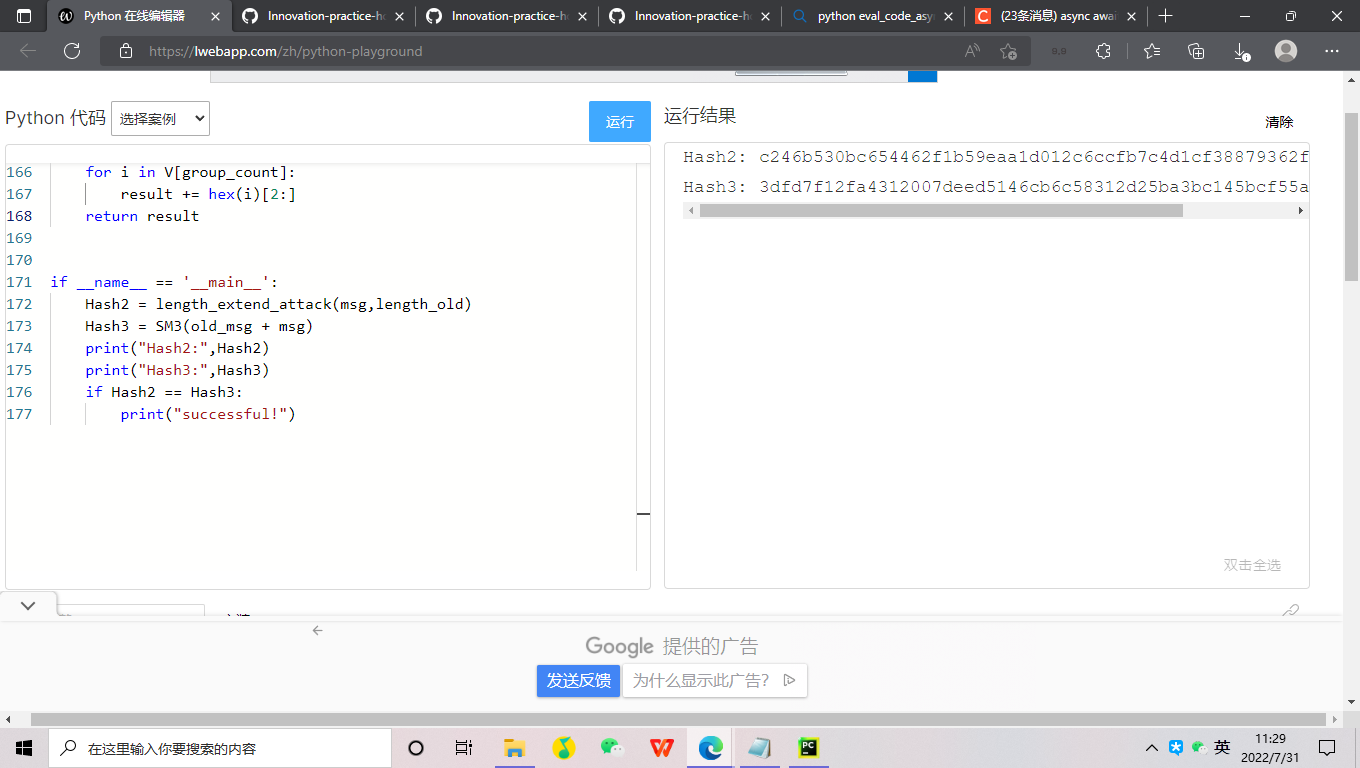 Python 在线编辑器
Innovation-practice-ho
Innovation-practice-ho
Innovation-practice-ho
python eval_code_asy
(23条消息) async awai
https://lwebapp.com/zh/python-playground
Python 代码 选择案例 运行
166 for i in V[group_count]:
167 result += hex(i)[2:]
168 return result
169
170
171 if __name__ == '__main__':
172 Hash2 = length_extend_attack(msg,length_old)
173 Hash3 = SM3(old_msg + msg)
174 print("Hash2:",Hash2)
175 print("Hash3:",Hash3)
176 if Hash2 == Hash3:
177 print("successful!")
运行结果 清除
Hash2: c246b530bc654462f1b59eaa1d012c6ccfb7c4d1cf38879362f
Hash3: 3dfd7f12fa4312007deed5146cb6c58312d25ba3bc145bcf55a
双击全选
Google 提供的广告
发送反馈 为什么显示此广告?
在这里输入你要搜索的内容
英
11:29
2022/7/31